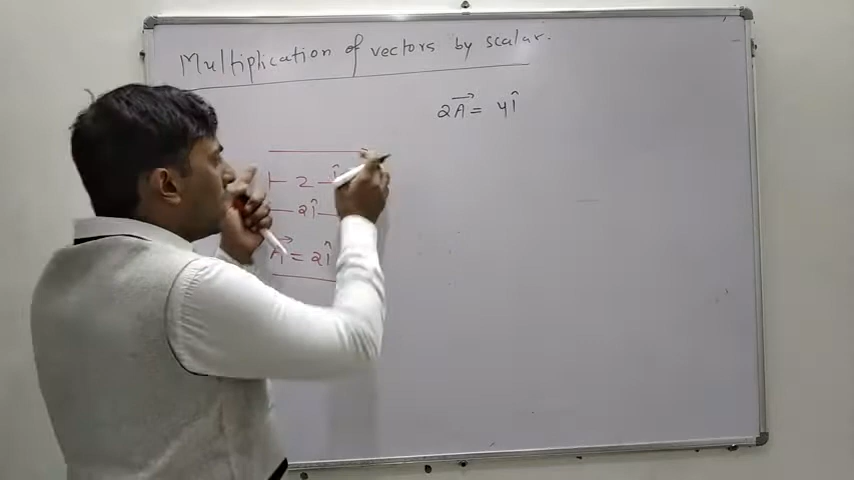 Multiplication of vectors by scalar.
2A⃗ = 4î
2 î
2î
A⃗ = 2î